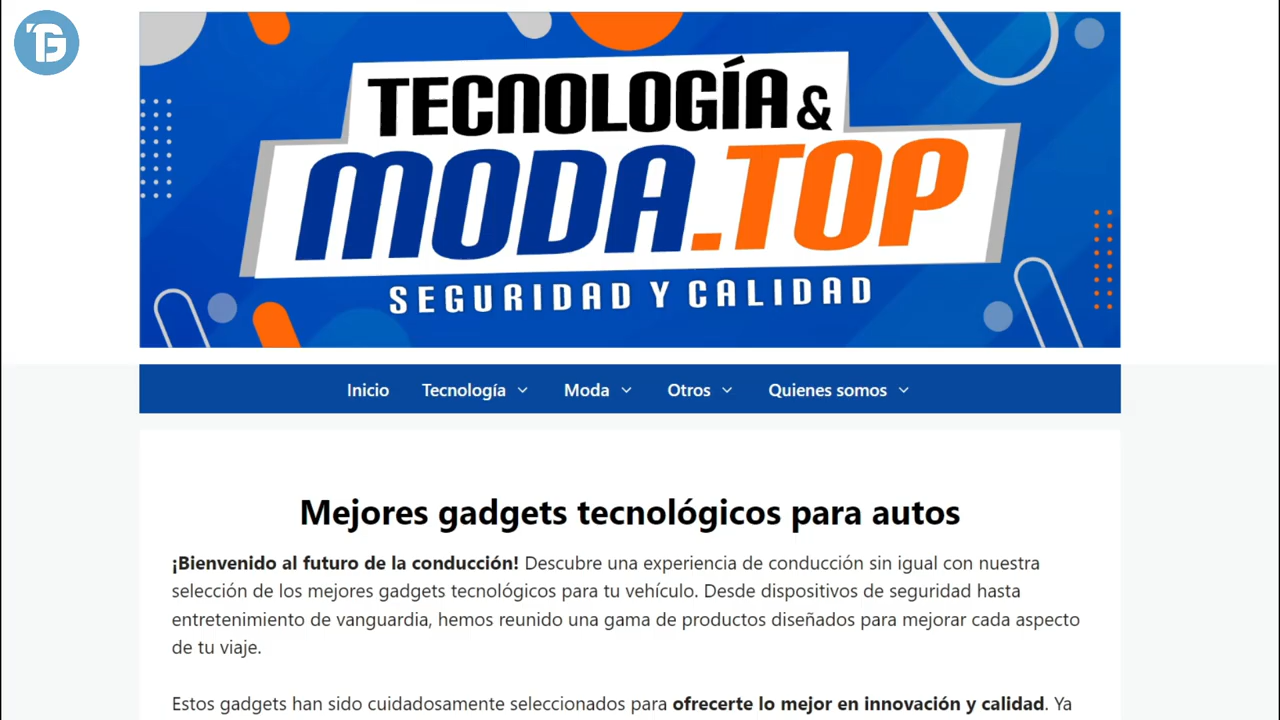 TG
TECNOLOGÍA &
MODA.TOP
SEGURIDAD Y CALIDAD
Inicio Tecnología Moda Otros Quienes somos
Mejores gadgets tecnológicos para autos
¡Bienvenido al futuro de la conducción! Descubre una experiencia de conducción sin igual con nuestra
selección de los mejores gadgets tecnológicos para tu vehículo. Desde dispositivos de seguridad hasta
entretenimiento de vanguardia, hemos reunido una gama de productos diseñados para mejorar cada aspecto
de tu viaje.
Estos gadgets han sido cuidadosamente seleccionados para ofrecerte lo mejor en innovación y calidad. Ya